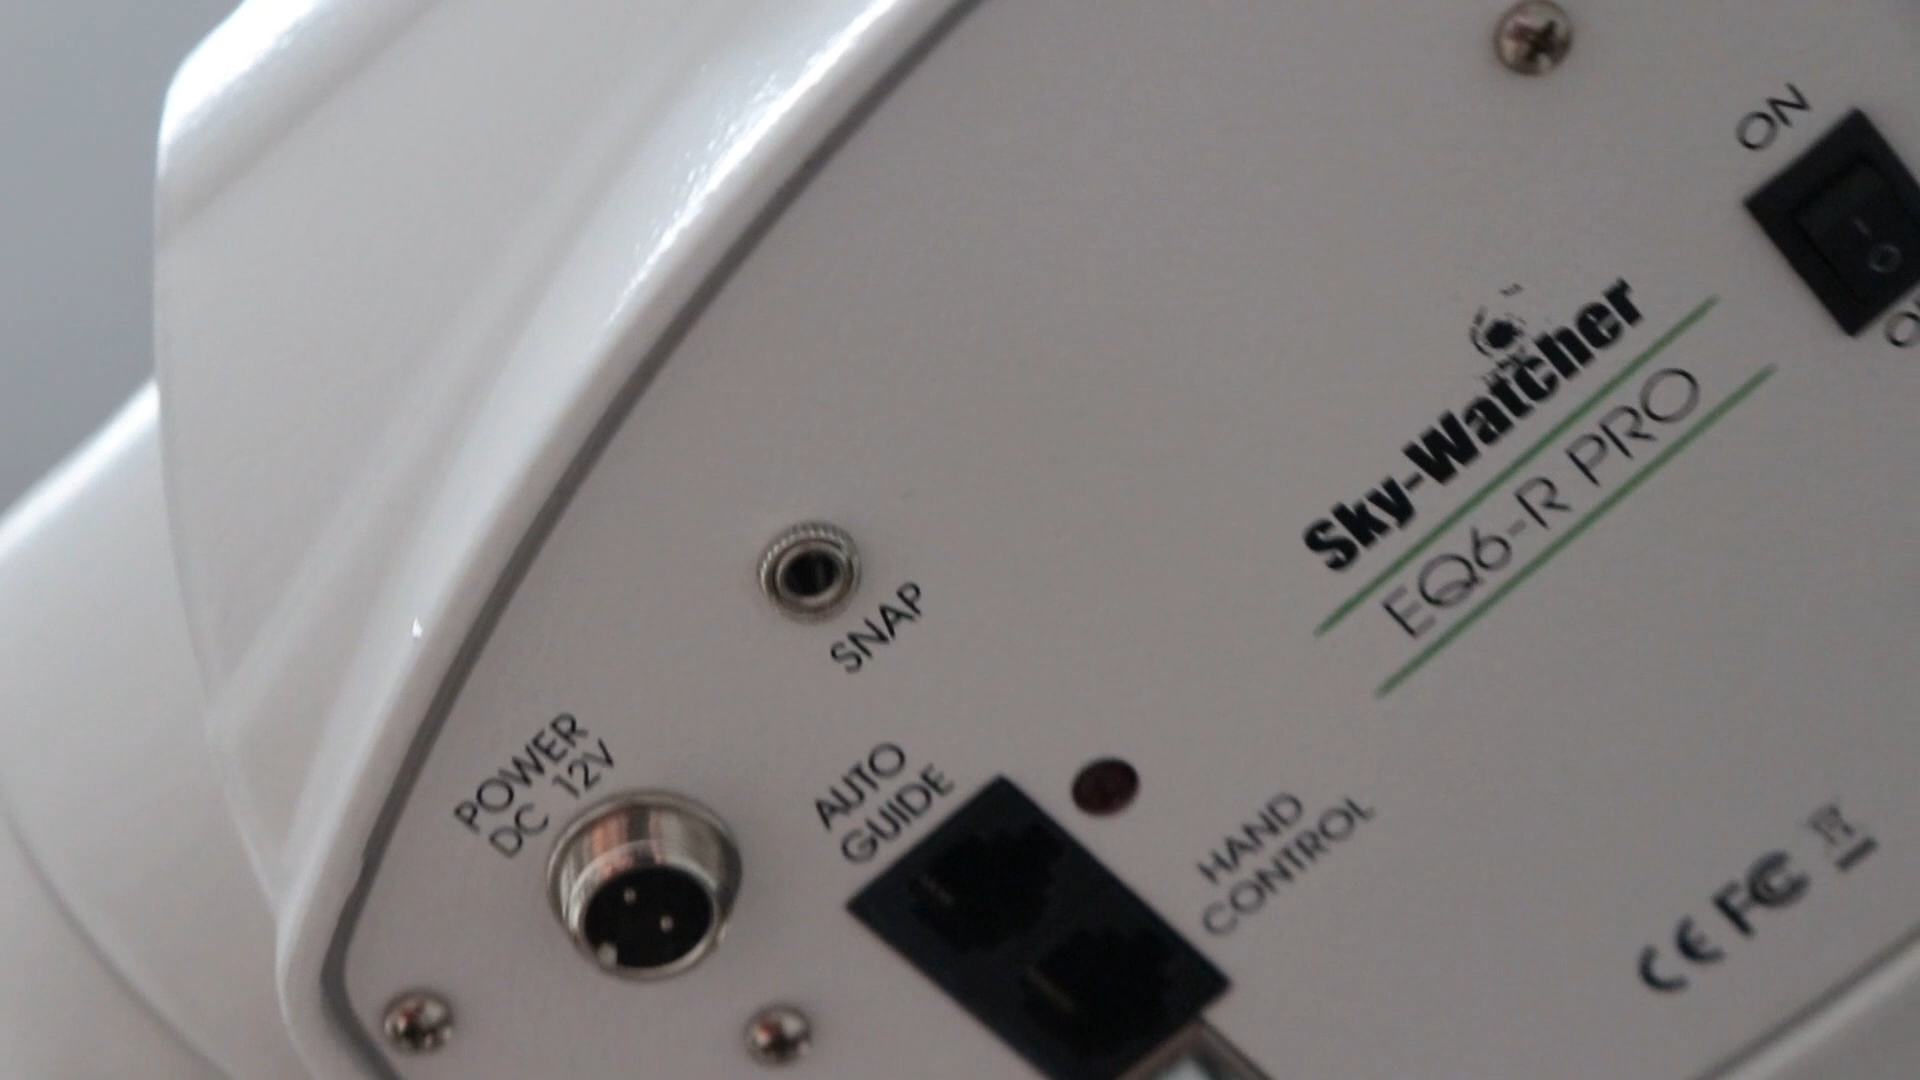 ON
Sky-Watcher
EQ6-R PRO
SNAP
POWER
DC 12V
AUTO
GUIDE
HAND
CONTROL
CE FC